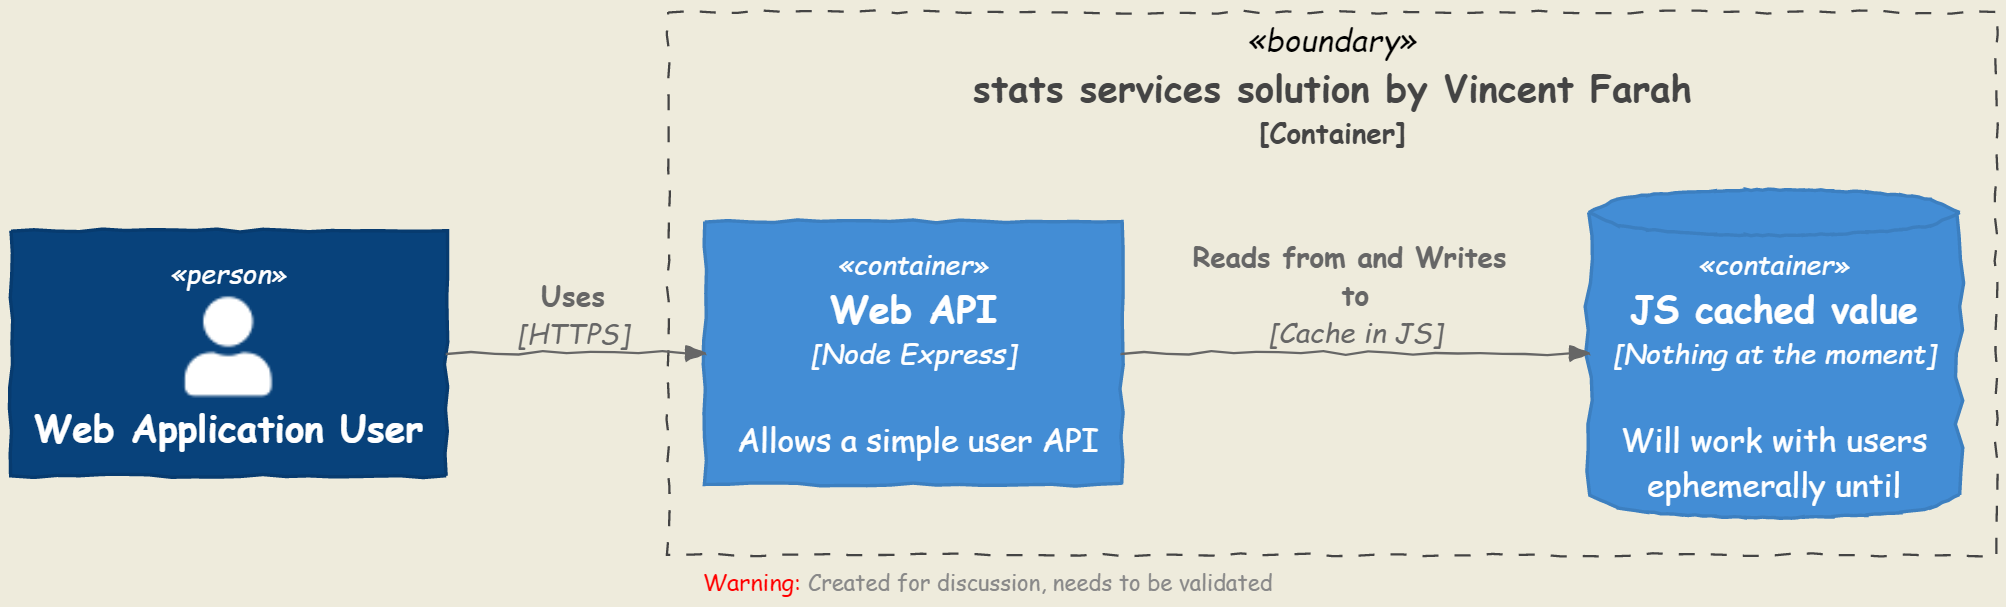 «boundary»
stats services solution by Vincent Farah
[Container]
«person»
Web Application User
Uses
[HTTPS]
«container»
Web API
[Node Express]
Allows a simple user API
Reads from and Writes
to
[Cache in JS]
«container»
JS cached value
[Nothing at the moment]
Will work with users
ephemerally until
Warning: Created for discussion, needs to be validated